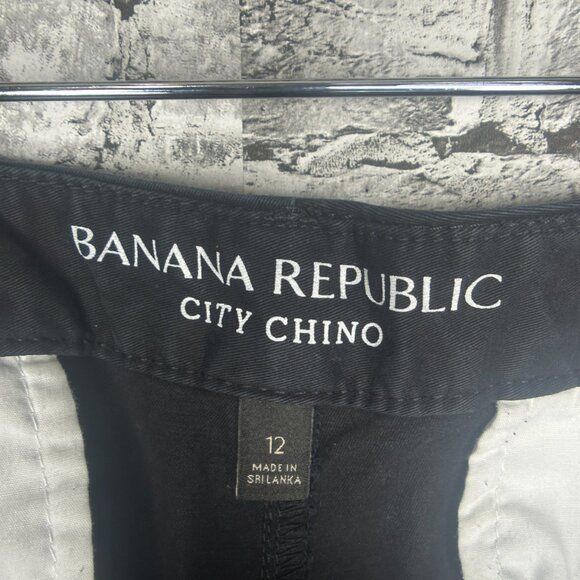 BANANA REPUBLIC
CITY CHINO
12
MADE IN
SRI LANKA